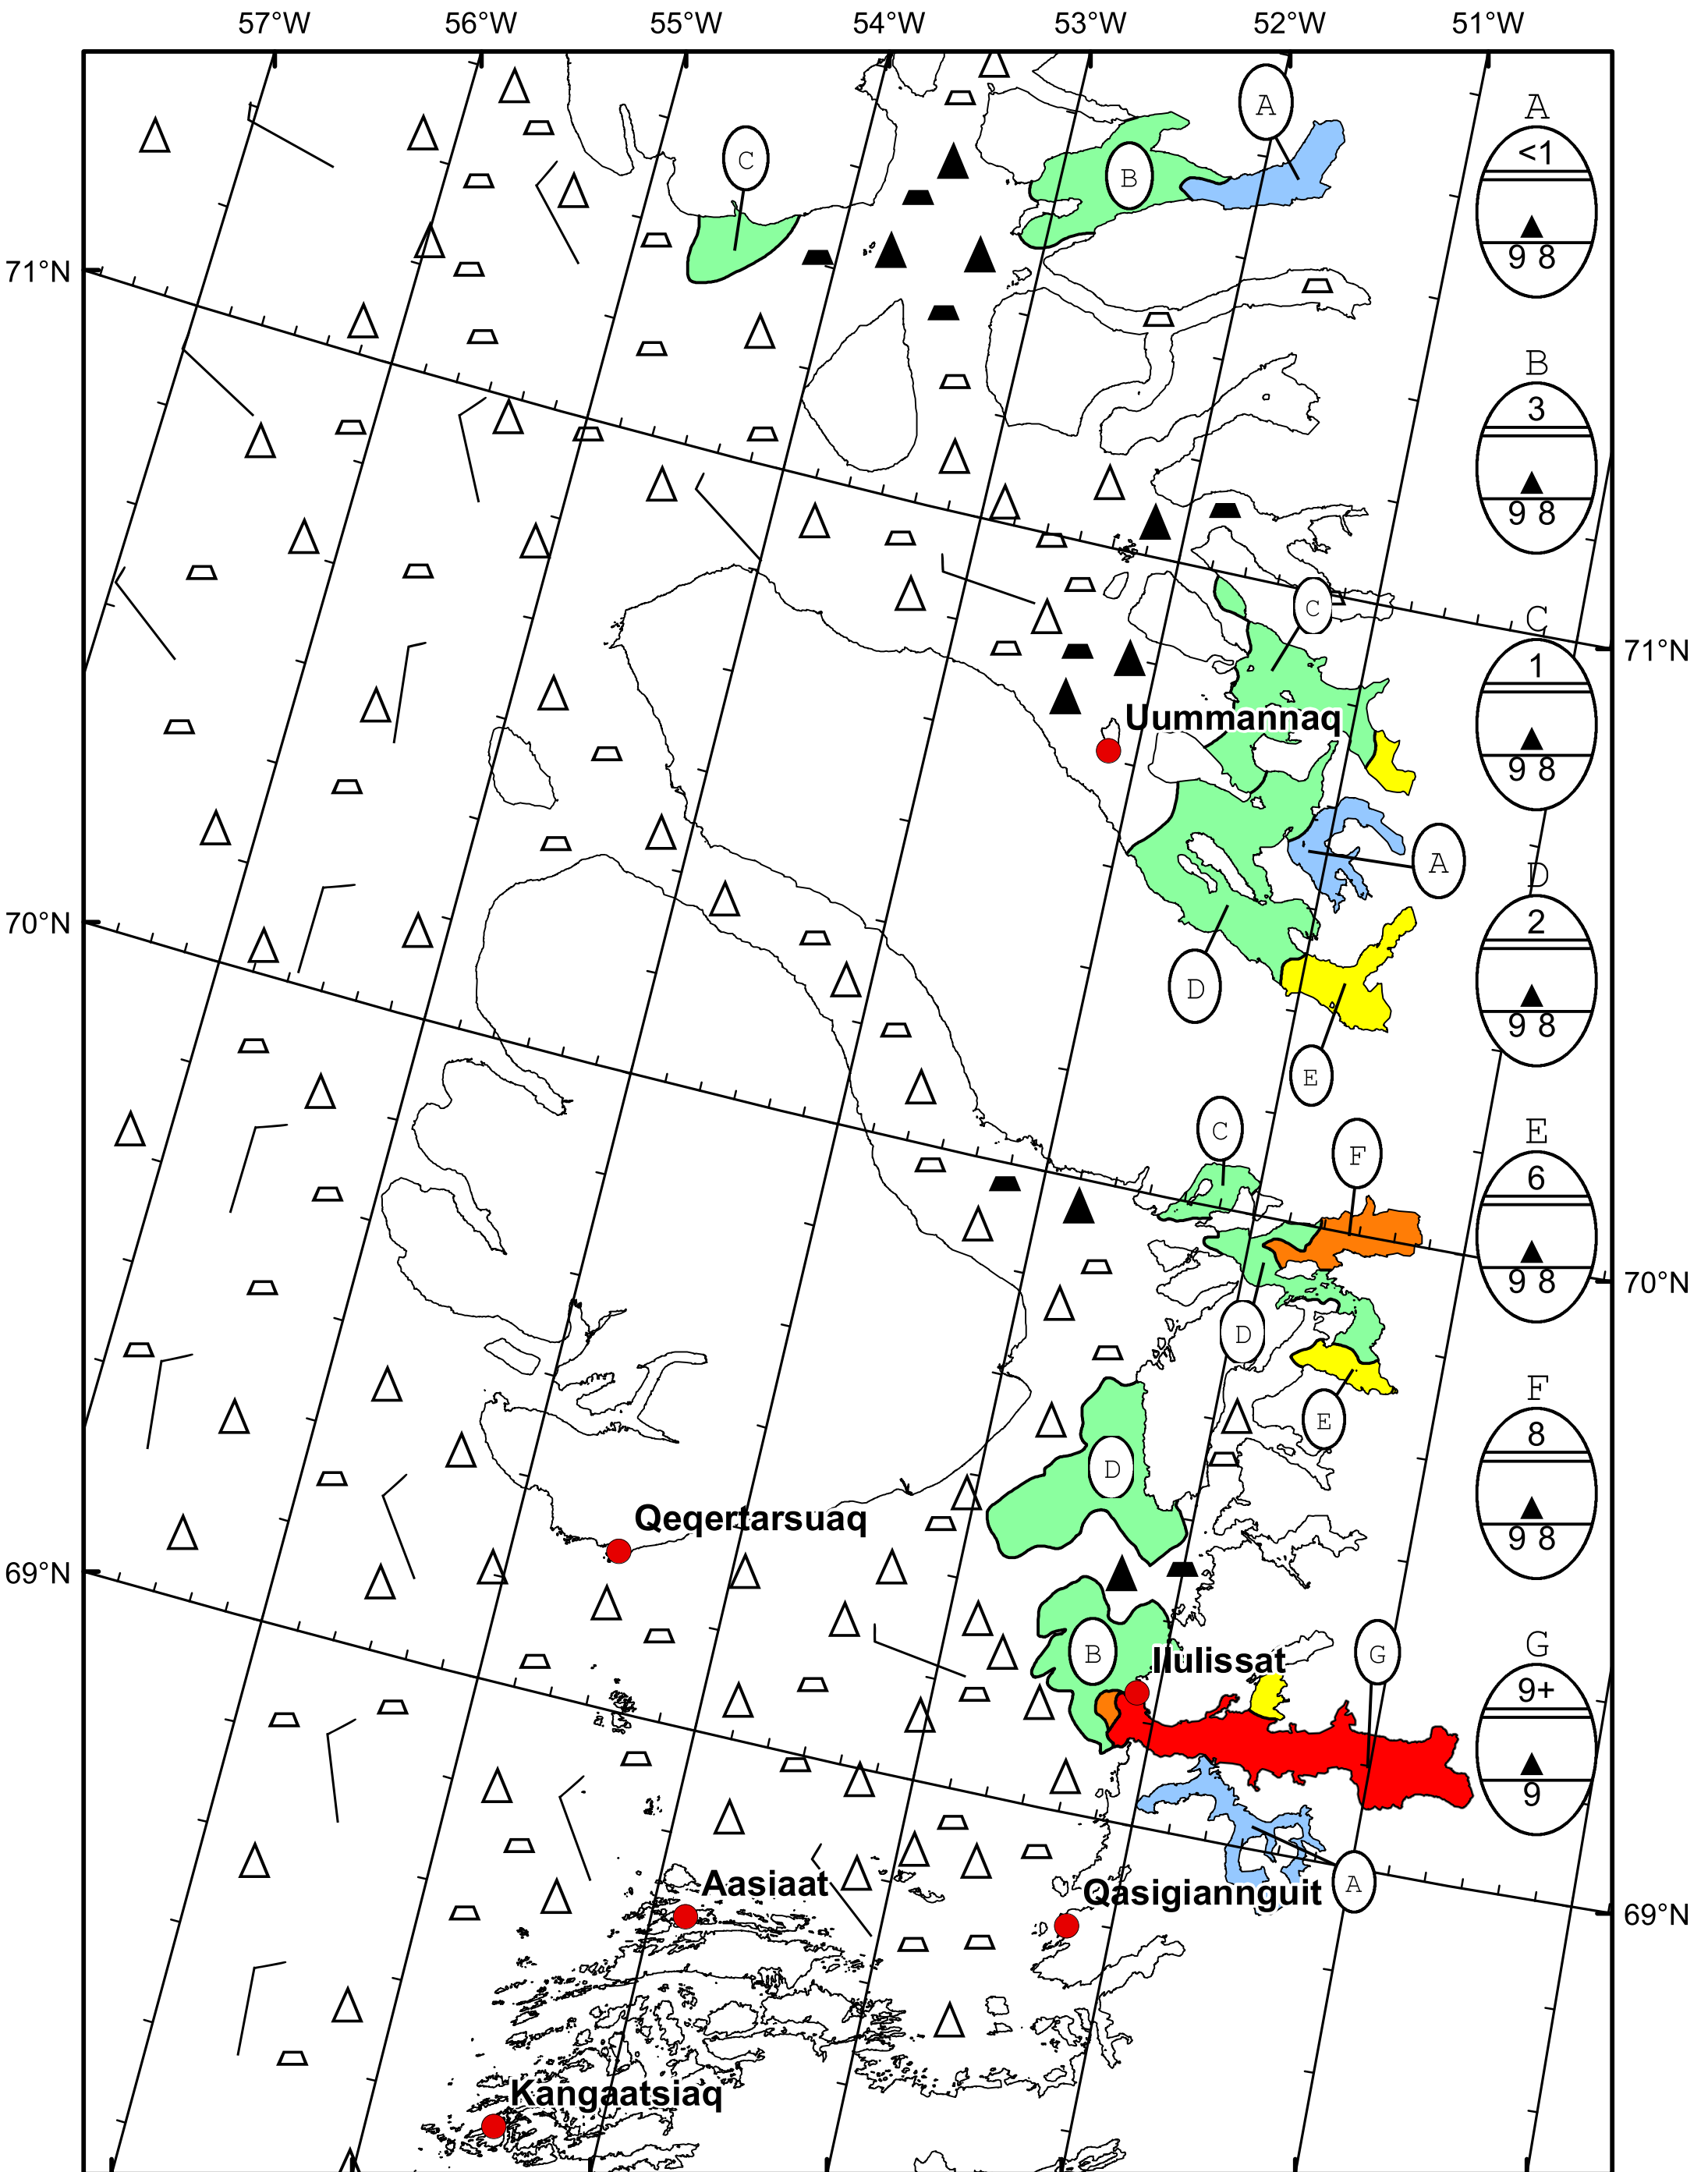 57°W 56°W 55°W 54°W 53°W 52°W 51°W
A
A
<1
C
B
9 8
71°N
B
3
9 8
C
C
1
71°N
Uummannaq
9 8
A
D
70°N
2
D
9 8
E
C
E
F
6
9 8
70°N
D
E
F
8
D
Qeqertarsuaq
9 8
69°N
G
B
G
Ilulissat
9+
9
Aasiaat
A
Qasigiannguit
69°N
Kangaatsiaq